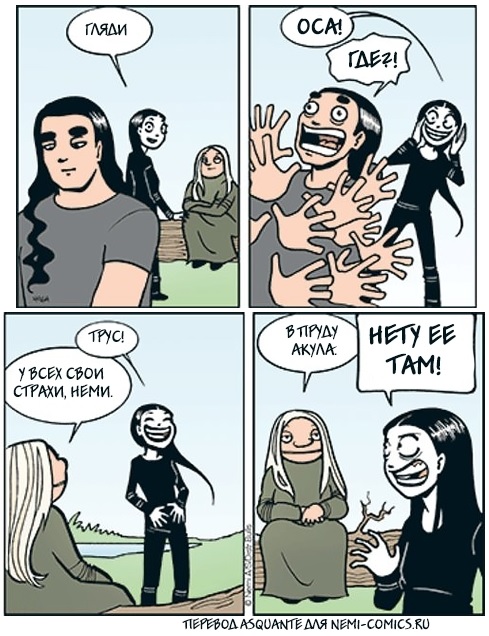 ГЛЯДИ
ОСА!
ГДЕ?!
ТРУС!
У ВСЕХ СВОИ
СТРАХИ, НЕМИ.
В ПРУДУ
АКУЛА.
НЕТУ ЕЕ
ТАМ!
ПЕРЕВОД ASQUANTE ДЛЯ NEMI-COMICS.RU